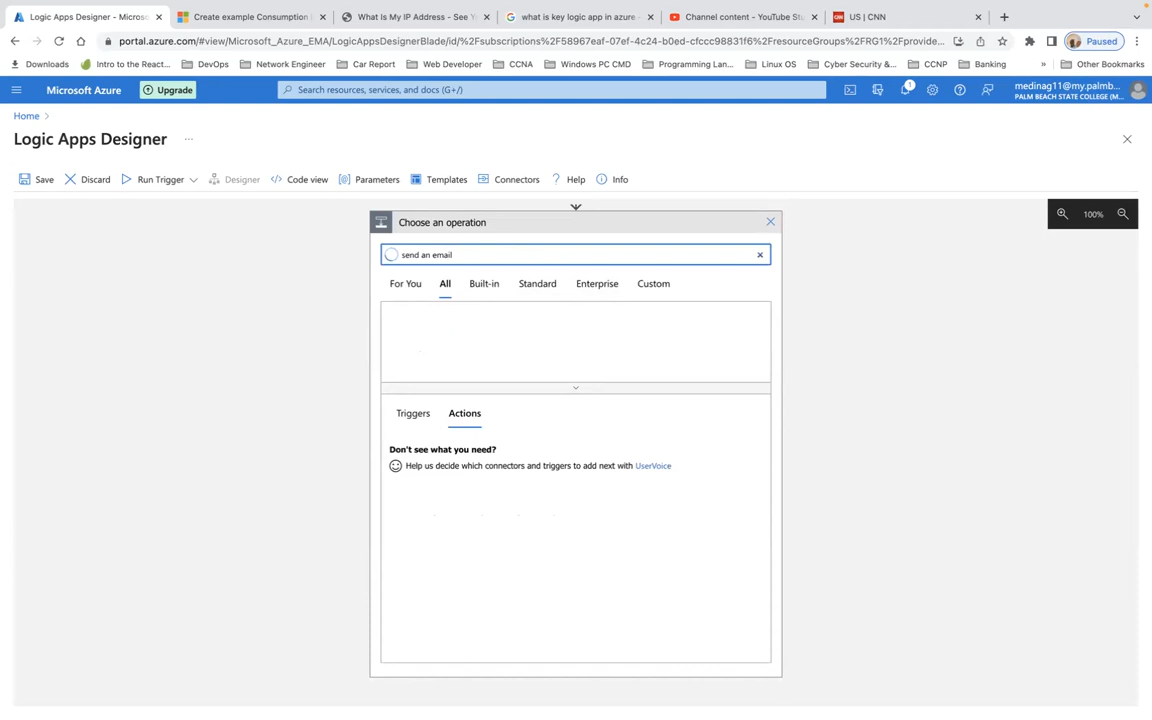 Logic Apps Designer - Microso
Create example Consumption
What Is My IP Address - See Y
what is key logic app in azure
Channel content - YouTube Stu
US | CNN
portal.azure.com/#view/Microsoft_Azure_EMA/LogicAppsDesignerBlade/id/%2Fsubscriptions%2F58967eaf-07ef-4c24-b0ed-cfccc98831f6%2FresourceGroups%2FRG1%2Fprovide...
Paused
Downloads
Intro to the React...
DevOps
Network Engineer
Car Report
Web Developer
CCNA
Windows PC CMD
Programming Lan...
Linux OS
Cyber Security &...
CCNP
Banking
»
Other Bookmarks
Microsoft Azure
Upgrade
Search resources, services, and docs (G+/)
1
medinag11@my.palmb...
PALM BEACH STATE COLLEGE (M...
Home >
Logic Apps Designer ...
Save
Discard
Run Trigger
Designer
Code view
Parameters
Templates
Connectors
Help
Info
100%
Choose an operation
send an email
For You
All
Built-in
Standard
Enterprise
Custom
Triggers
Actions
Don't see what you need?
Help us decide which connectors and triggers to add next with UserVoice